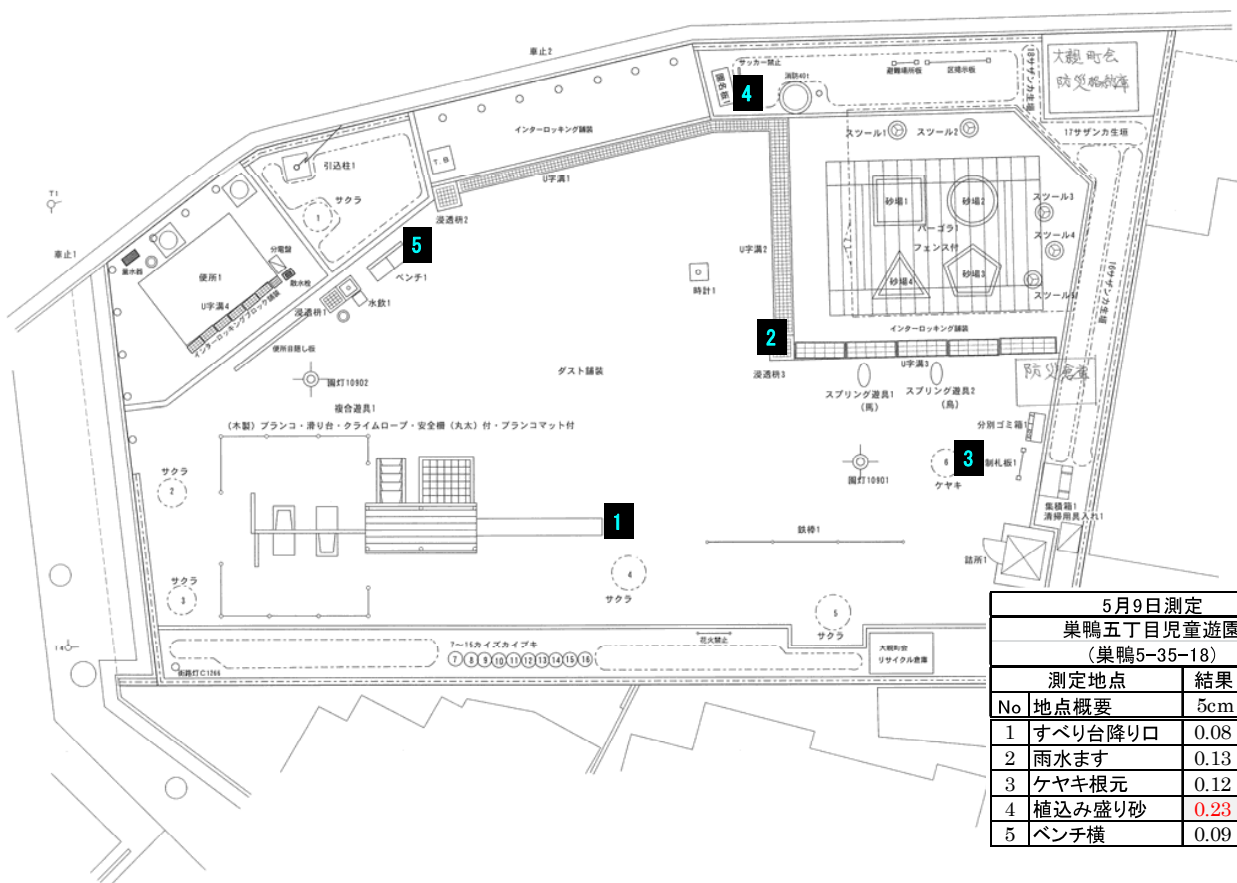 車止2
サッカー禁止
園名板1
4
消防401
避難場所板
区掲示板
18サザンカ生垣
大親町会
防災格納庫
17サザンカ生垣
インターロッキング舗装
スツール1
スツール2
引込柱1
T.B
U字溝1
サクラ
1
浸透桝2
T1
砂場1
砂場2
スツール3
パーゴラ1
フェンス付
スツール4
U字溝2
5
ベンチ1
分電盤
散水栓
量水器
便所1
車止1
U字溝4
インターロッキングブロック舗装
浸透桝1
水飲1
時計1
砂場4
砂場3
スツール5
16サザンカ生垣
インターロッキング舗装
2
便所目隠し板
浸透桝3
U字溝3
ダスト舗装
園灯10902
スプリング遊具1
(馬)
スプリング遊具2
(鳥)
防災倉庫
複合遊具1
(木製)ブランコ・滑り台・クライムロープ・安全柵(丸太)付・ブランコマット付
分別ゴミ箱1
サクラ
2
園灯10901
6
3
制札板1
ケヤキ
集積箱1
清掃用具入れ1
1
鉄棒1
詰所1
サクラ
3
4
サクラ
5
サクラ
7～16カイズカイブキ
7 8 9 10 11 12 13 14 15 16
花火禁止
大親町会
リサイクル倉庫
街路灯C1266
5月9日測定
巣鴨五丁目児童遊園
(巣鴨5-35-18)
測定地点 結果
No 地点概要 5cm
1 すべり台降り口 0.08
2 雨水ます 0.13
3 ケヤキ根元 0.12
4 植込み盛り砂 0.23
5 ベンチ横 0.09